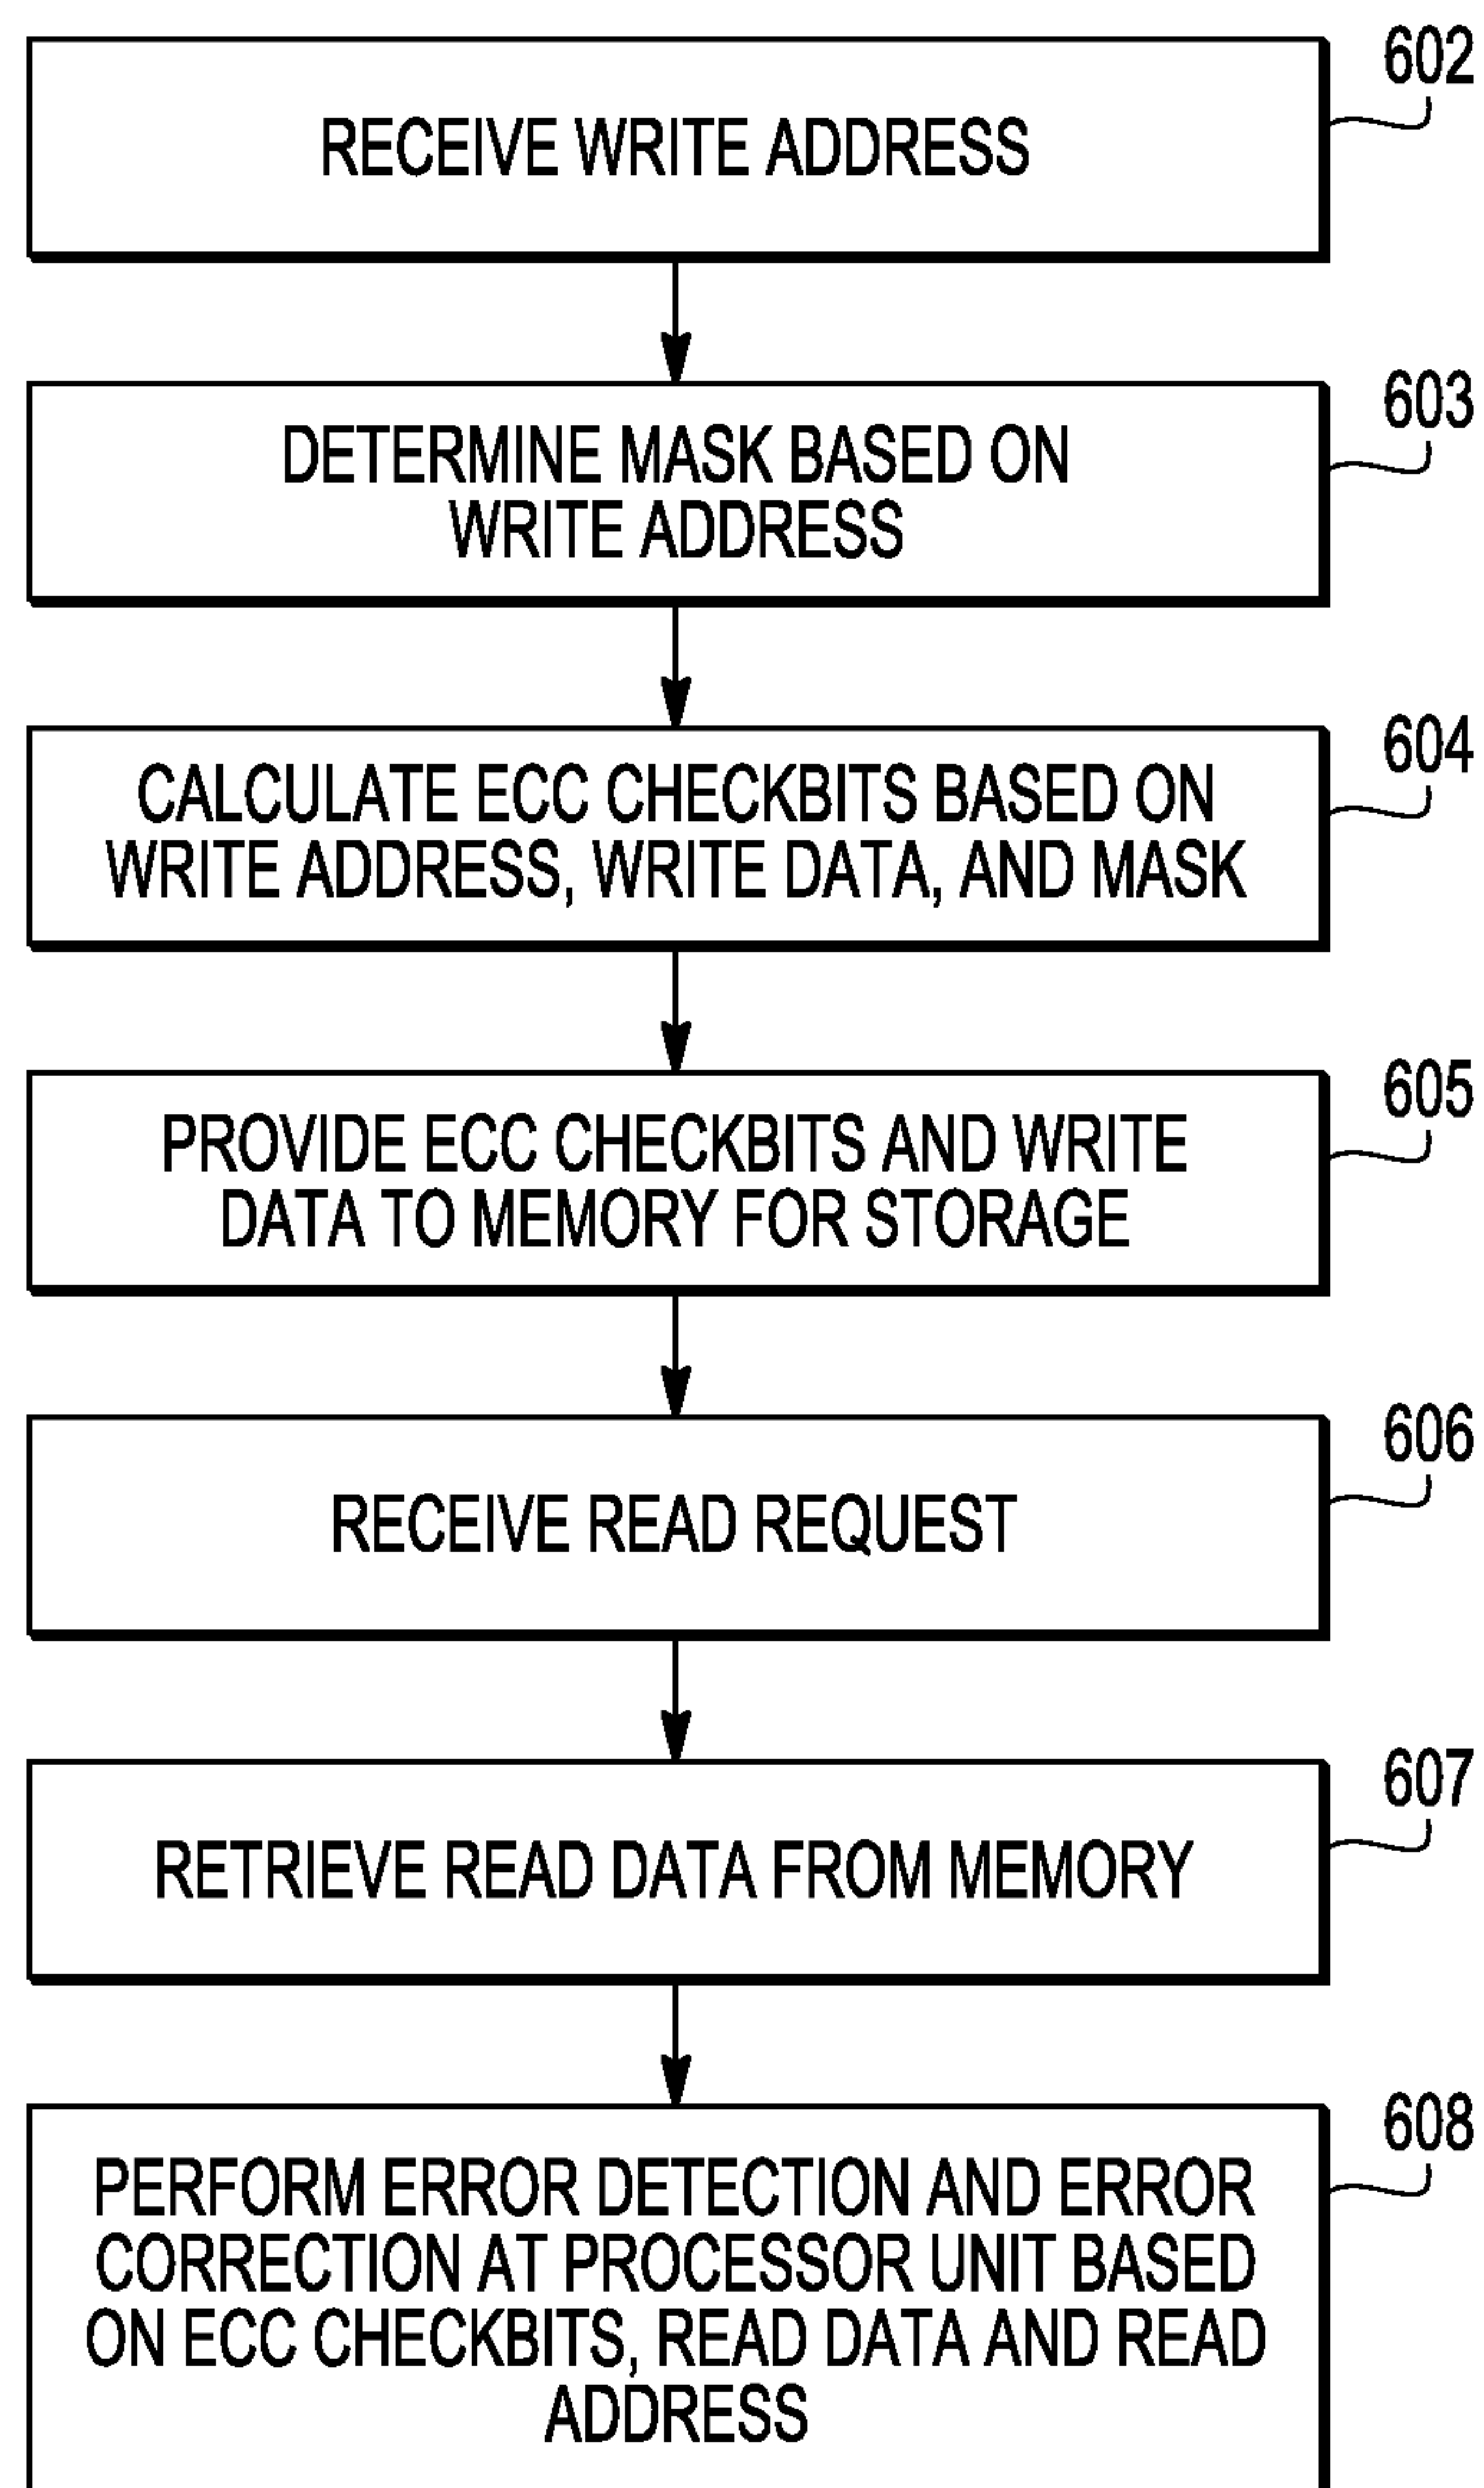 602
RECEIVE WRITE ADDRESS
603
DETERMINE MASK BASED ON
WRITE ADDRESS
604
CALCULATE ECC CHECKBITS BASED ON
WRITE ADDRESS, WRITE DATA, AND MASK
605
PROVIDE ECC CHECKBITS AND WRITE
DATA TO MEMORY FOR STORAGE
606
RECEIVE READ REQUEST
607
RETRIEVE READ DATA FROM MEMORY
608
PERFORM ERROR DETECTION AND ERROR
CORRECTION AT PROCESSOR UNIT BASED
ON ECC CHECKBITS, READ DATA AND READ
ADDRESS